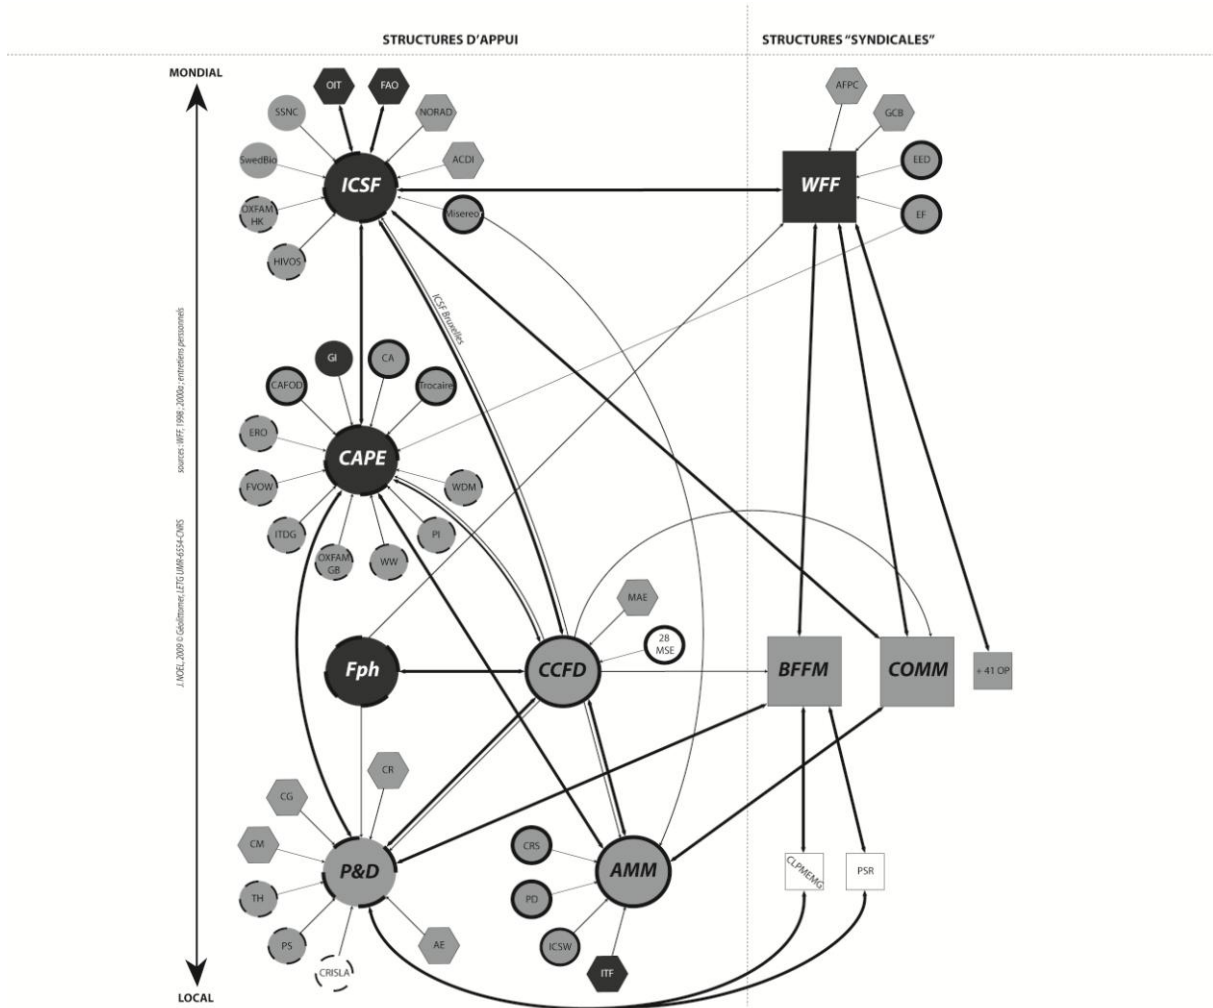 STRUCTURES D'APPUI
STRUCTURES "SYNDICALES"
MONDIAL
OIT
FAO
SSNC
NORAD
SwedBio
ACDI
ICSF
OXFAM
HK
Misereor
HIVOS
AFPC
GCB
WFF
EED
EF
ICSF Bruxelles
GI
CA
CAFOD
Trocaire
ERO
CAPE
FVOW
WDM
ITDG
PI
OXFAM
GB
WW
MAE
28
MSE
Fph
CCFD
BFFM
COMM
+ 41 OP
CR
CG
CM
P&D
TH
PS
CRISLA
AE
CRS
AMM
PD
ICSW
ITF
CLPMEMG
PSR
LOCAL
sources : WFF, 1998 ; 2000a ; entretiens personnels
J. NOEL, 2009 © Géolittomer, LETG UMR-6554-CNRS